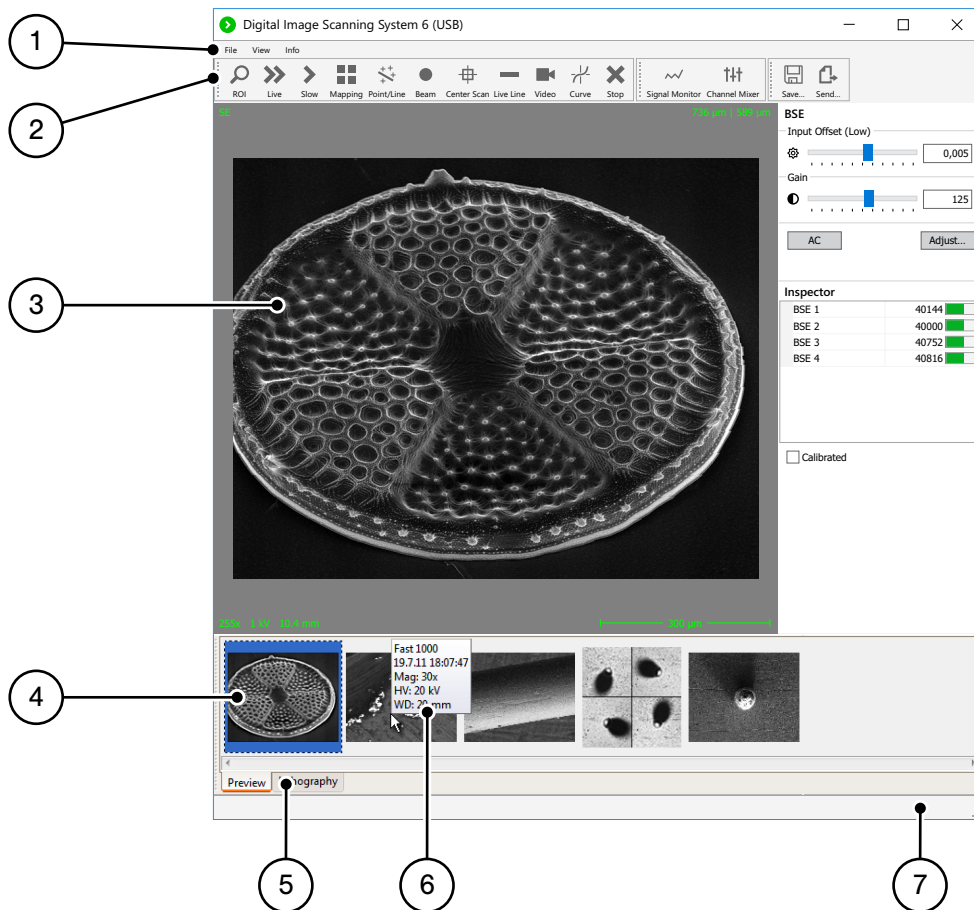 Digital Image Scanning System 6 (USB)
1
File View Info
2
ROI Live Slow Mapping Point/Line Beam Center Scan Live Line Video Curve Stop Signal Monitor Channel Mixer Save... Send...
SE 736 µm | 589 µm
BSE
Input Offset (Low)
0,005
Gain
125
AC Adjust...
3
Inspector
BSE 1 40144
BSE 2 40000
BSE 3 40752
BSE 4 40816
Calibrated
255x 1 kV 10,4 mm 300 µm
Fast 1000
19.7.11 18:07:47
Mag: 30x
HV: 20 kV
WD: 20 mm
4
Preview
5
6
7